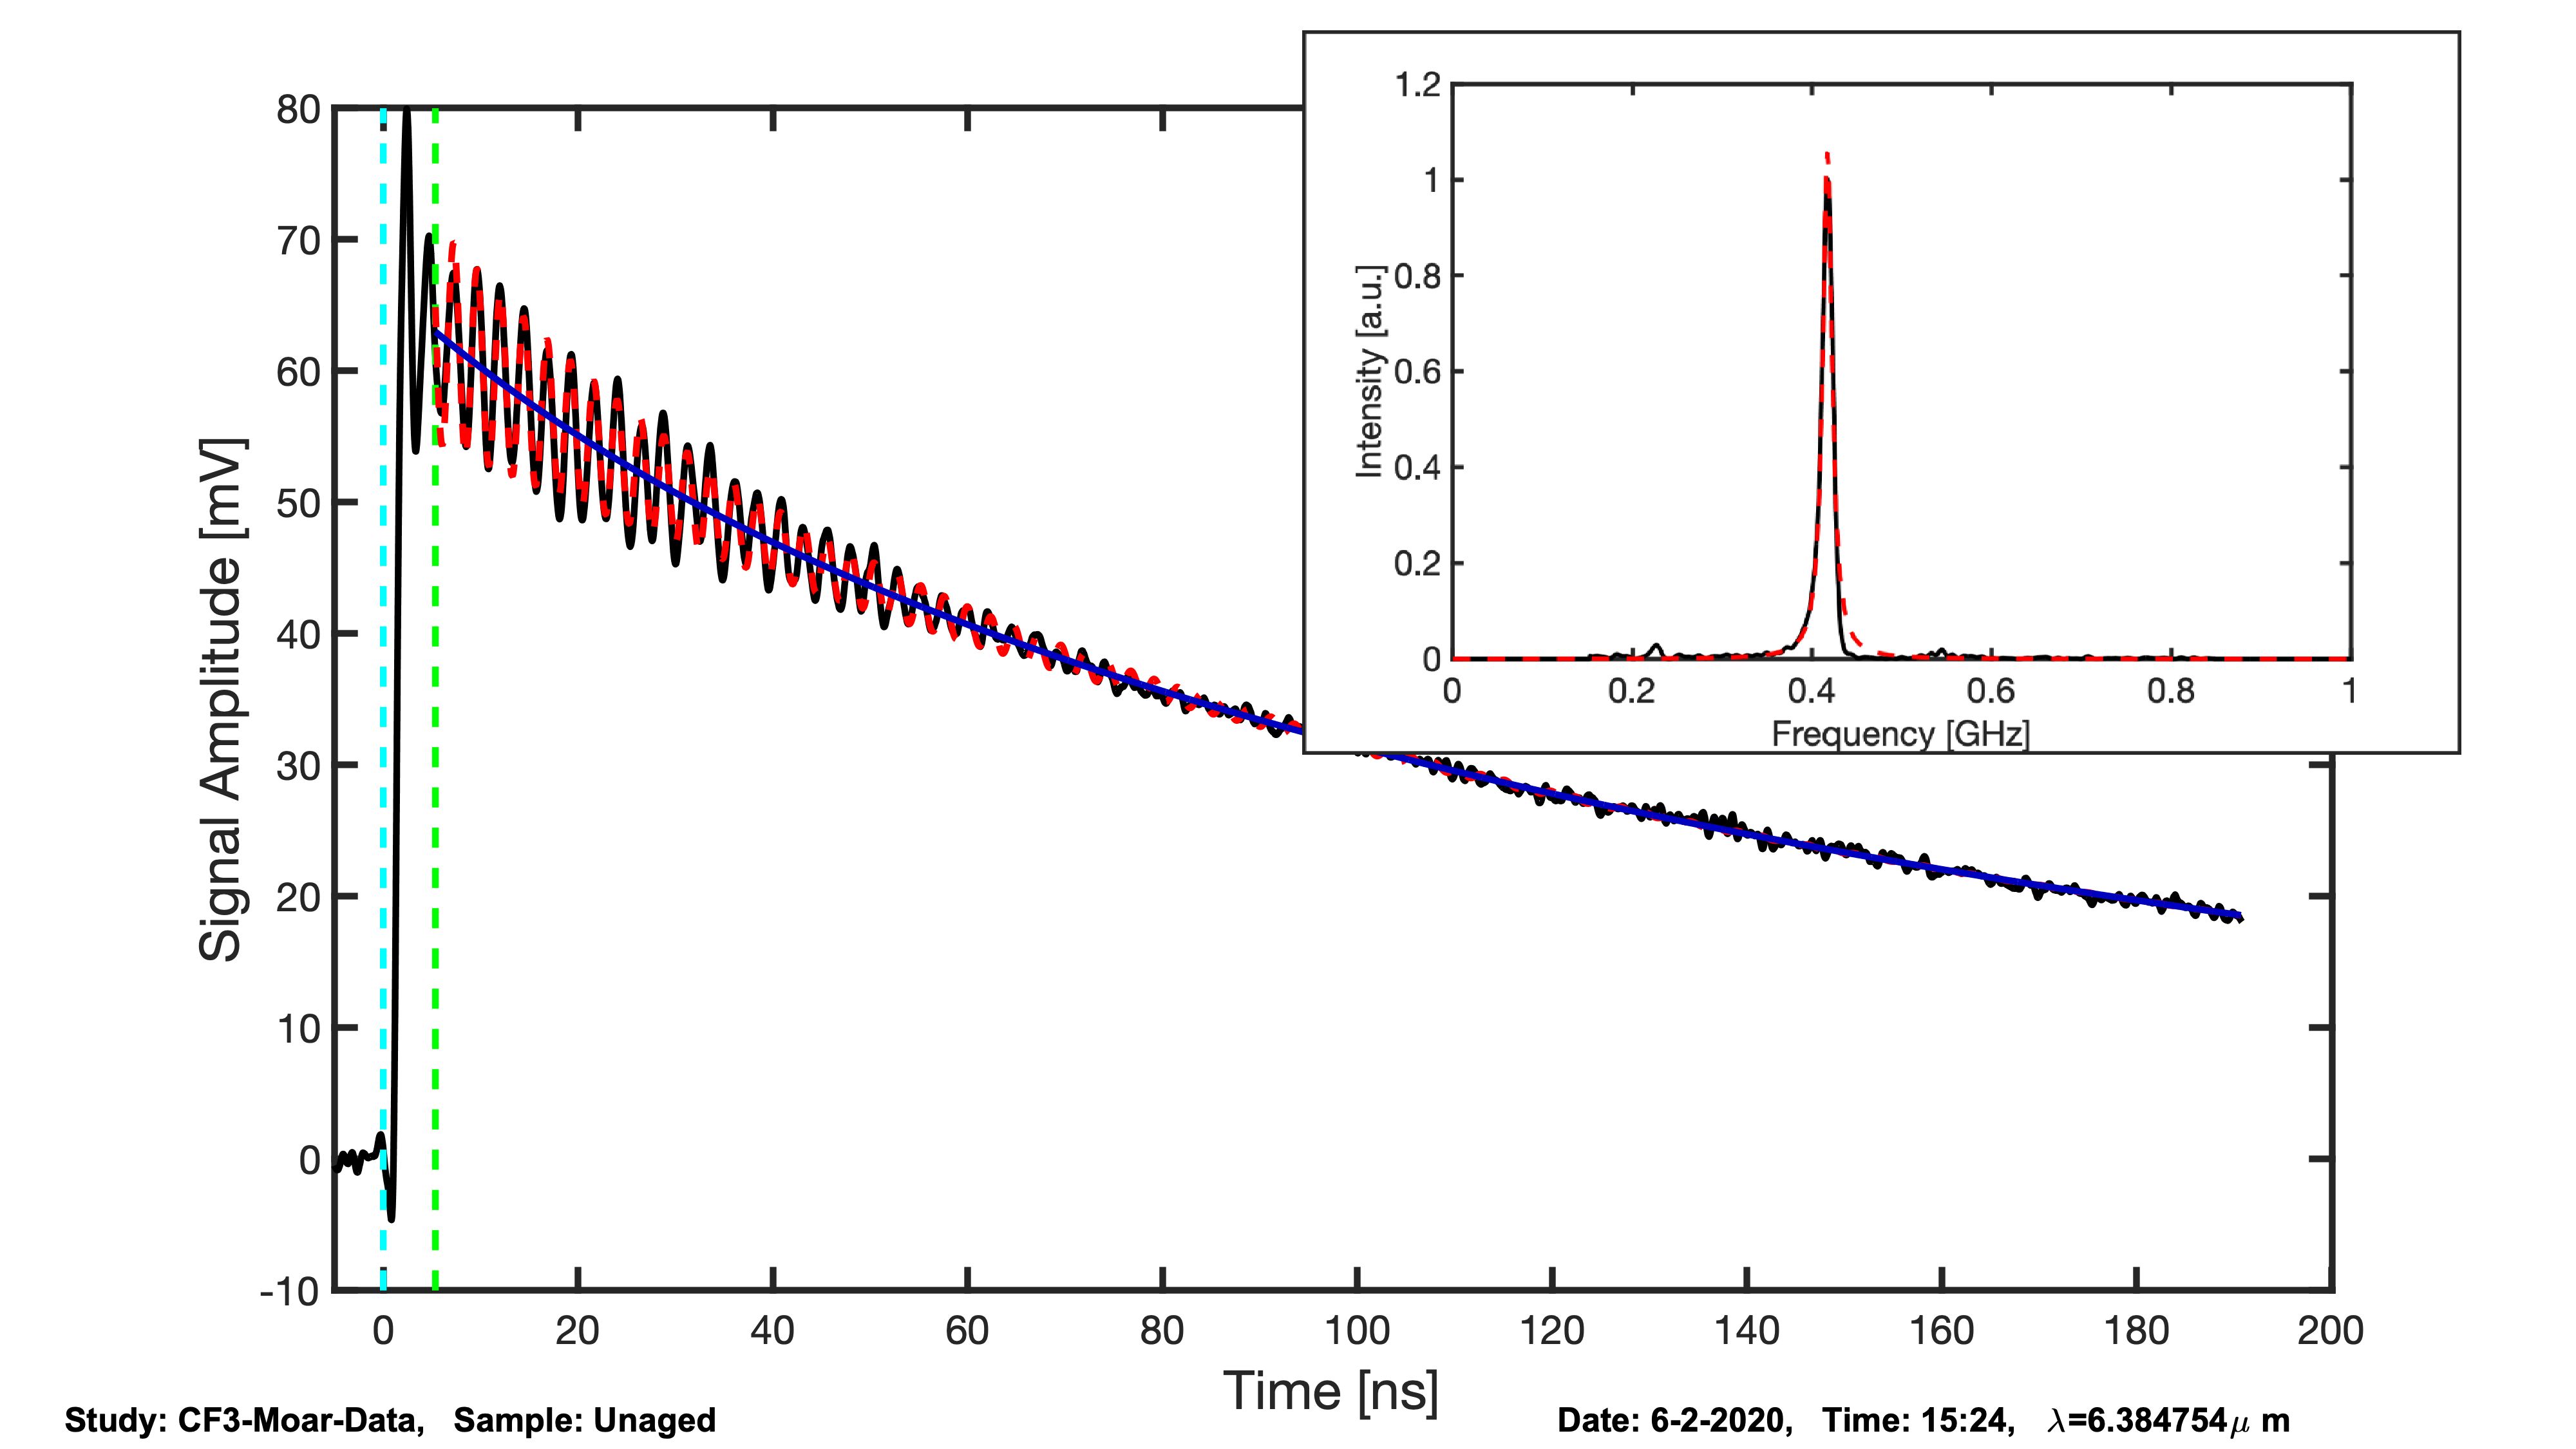 1.2
1
0.8
0.6
0.4
0.2
0
Intensity [a.u.]
0 0.2 0.4 0.6 0.8 1
Frequency [GHz]
80
70
60
50
40
30
20
10
0
-10
Signal Amplitude [mV]
0 20 40 60 80 100 120 140 160 180 200
Time [ns]
Study: CF3-Moar-Data, Sample: Unaged
Date: 6-2-2020, Time: 15:24, λ=6.384754μ m